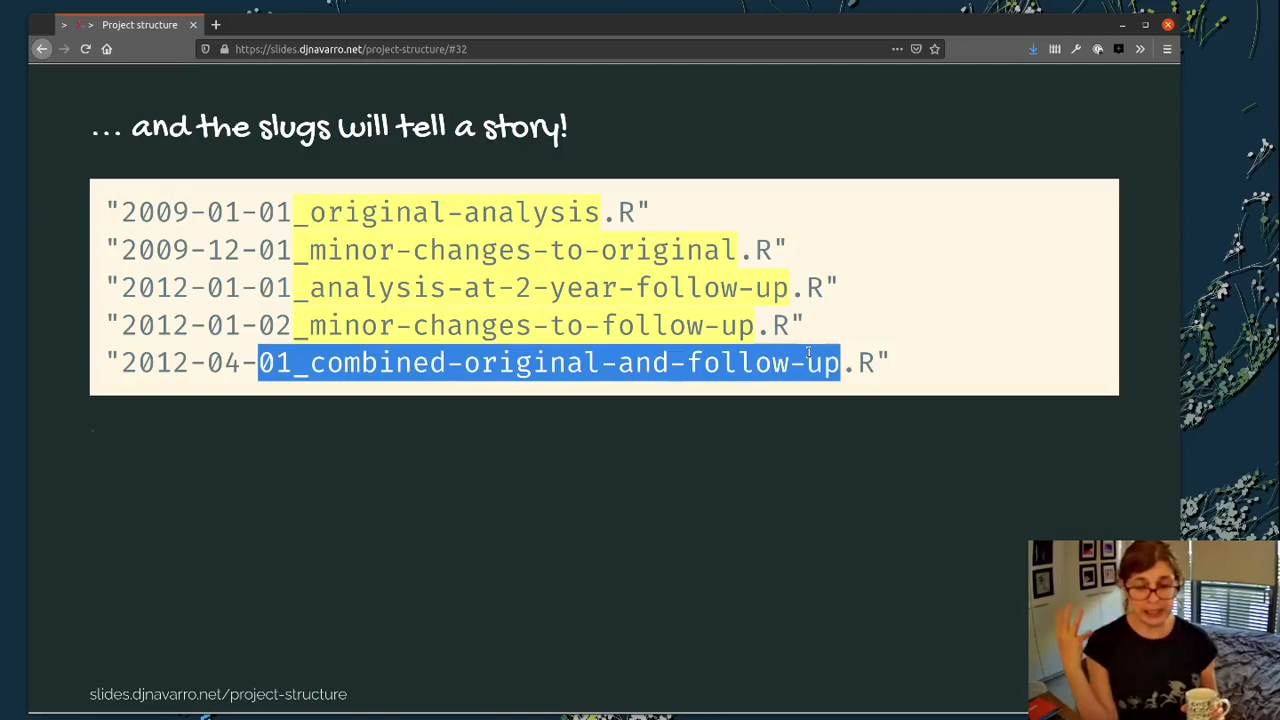 Project structure
https://slides.djnavarro.net/project-structure/#32
... and the slugs will tell a story!
"2009-01-01_original-analysis.R"
"2009-12-01_minor-changes-to-original.R"
"2012-01-01_analysis-at-2-year-follow-up.R"
"2012-01-02_minor-changes-to-follow-up.R"
"2012-04-01_combined-original-and-follow-up.R"
slides.djnavarro.net/project-structure